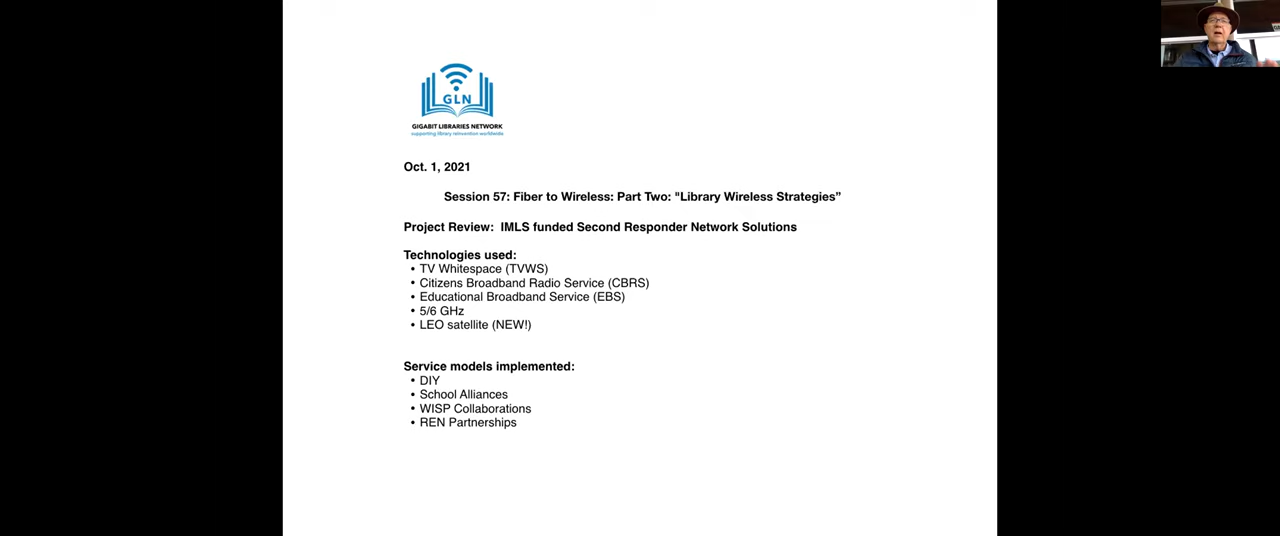 GLN
GIGABIT LIBRARIES NETWORK
supporting library reinvention worldwide
Oct. 1, 2021
Session 57: Fiber to Wireless: Part Two: "Library Wireless Strategies”
Project Review: IMLS funded Second Responder Network Solutions
Technologies used:
• TV Whitespace (TVWS)
• Citizens Broadband Radio Service (CBRS)
• Educational Broadband Service (EBS)
• 5/6 GHz
• LEO satellite (NEW!)
Service models implemented:
• DIY
• School Alliances
• WISP Collaborations
• REN Partnerships